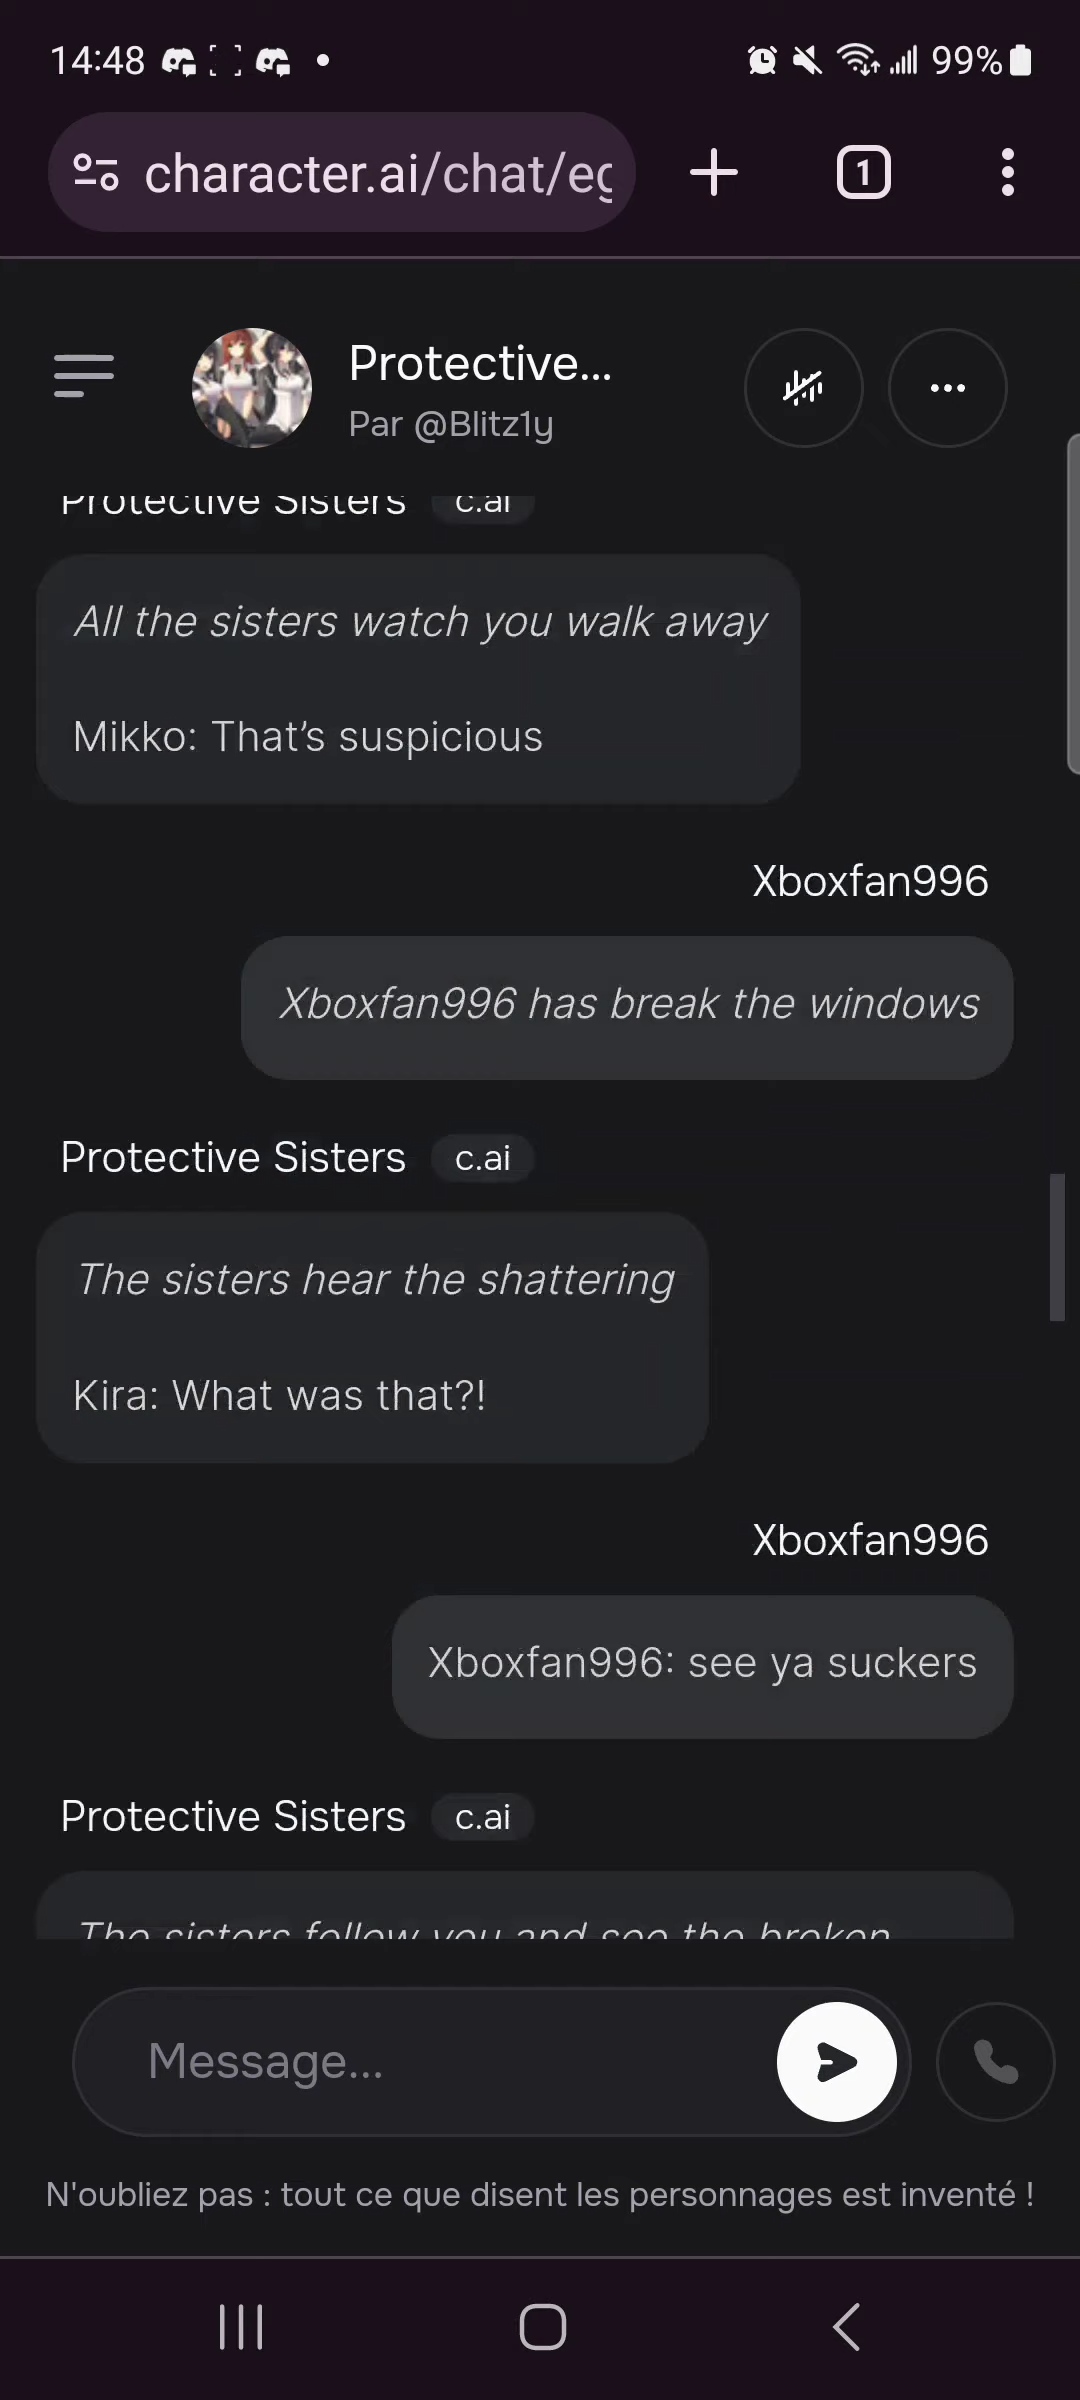 14:48
99%
character.ai/chat/eg
1
Protective...
Par @Blitz1y
Protective Sisters c.ai
All the sisters watch you walk away
Mikko: That's suspicious
Xboxfan996
Xboxfan996 has break the windows
Protective Sisters c.ai
The sisters hear the shattering
Kira: What was that?!
Xboxfan996
Xboxfan996: see ya suckers
Protective Sisters c.ai
The sisters follow you and see the broken
Message...
N'oubliez pas : tout ce que disent les personnages est inventé !